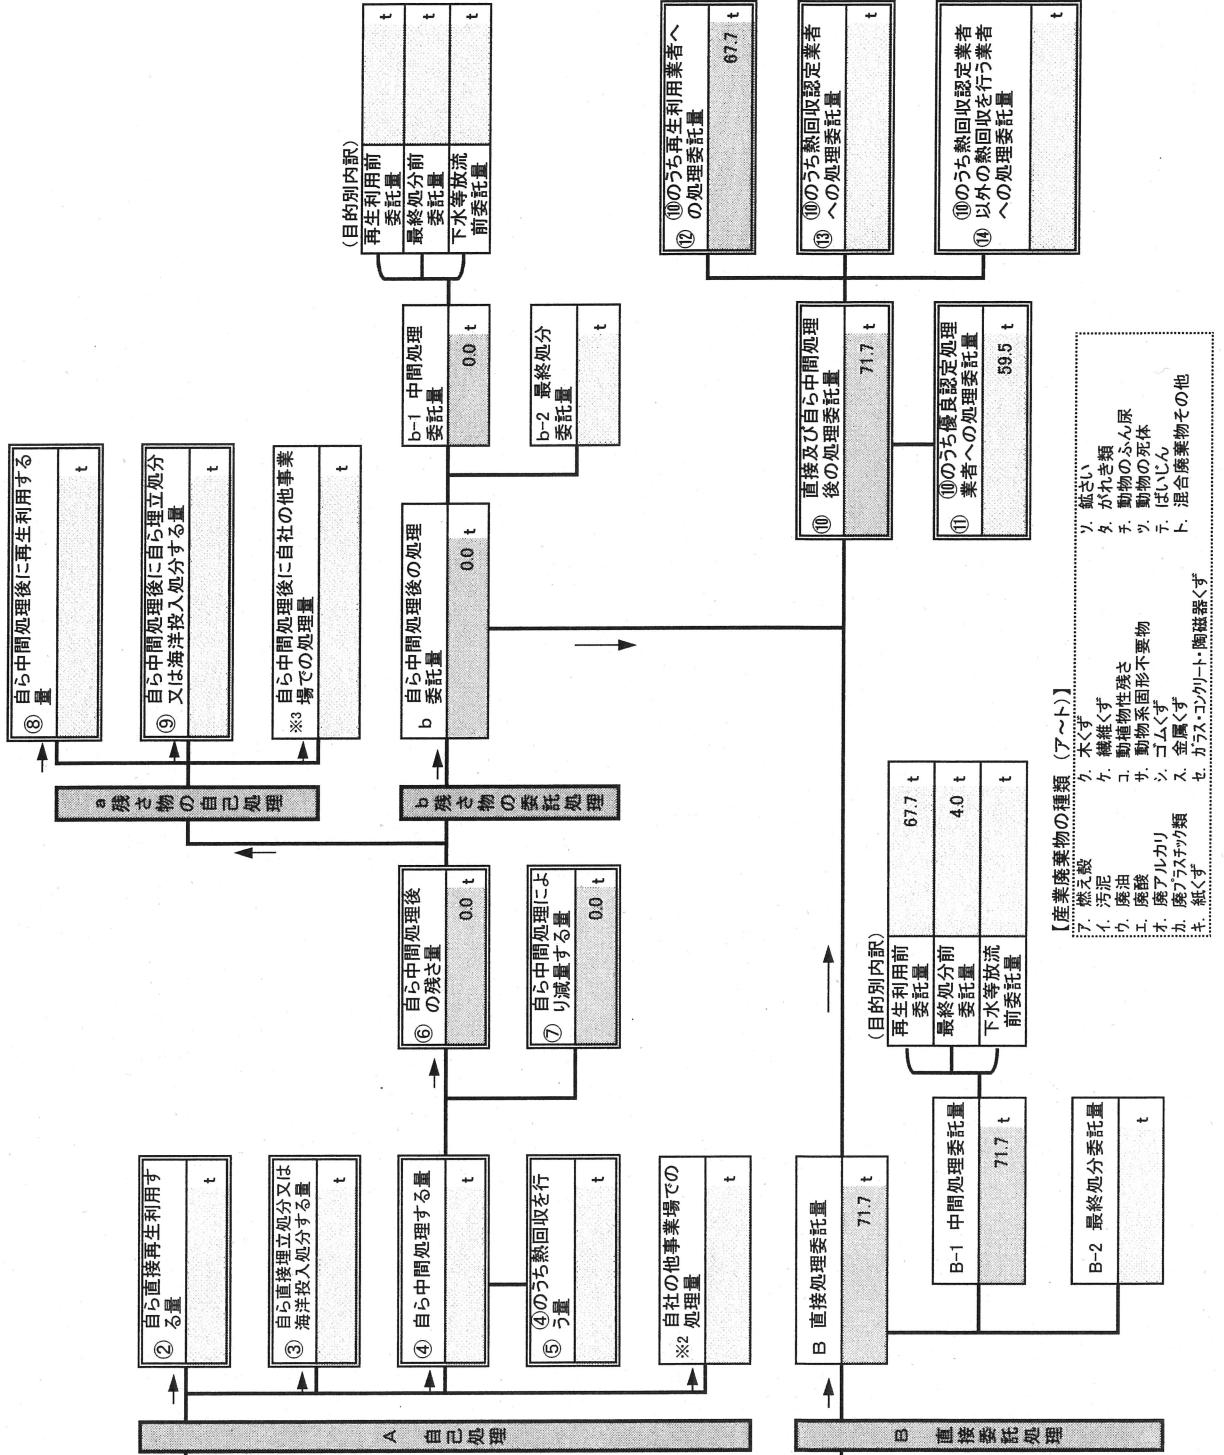 A 自己処理
② 自ら直接再生利用す
る量
t
③ 自ら直接埋立処分又は
海洋投入処分する量
t
④ 自ら中間処理する量
t
⑤ ④のうち熱回収を行
う量
t
※2 自社の他事業場での
処理量
t
⑥ 自ら中間処理後
の残さ量
0.0 t
⑦ 自ら中間処理によ
り減量する量
0.0 t
a 残さ物の自己処理
⑧ 自ら中間処理後に再生利用する
量
t
⑨ 自ら中間処理後に自ら埋立処分
又は海洋投入処分する量
t
※3 自ら中間処理後に自社の他事業
場での処理量
t
b 残さ物の委託処理
b 自ら中間処理後の処理
委託量
0.0 t
b-1 中間処理
委託量
0.0 t
b-2 最終処分
委託量
t
(目的別内訳)
再生利用前
委託量
t
最終処分前
委託量
t
下水等放流
前委託量
t
B 直接委託処理
B 直接処理委託量
71.7 t
B-1 中間処理委託量
71.7 t
B-2 最終処分委託量
t
(目的別内訳)
再生利用前
委託量
67.7 t
最終処分前
委託量
4.0 t
下水等放流
前委託量
t
⑩ 直接及び自ら中間処理
後の処理委託量
71.7 t
⑪ ⑩のうち優良認定処理
業者への処理委託量
59.5 t
⑫ ⑩のうち再生利用業者へ
の処理委託量
67.7 t
⑬ ⑩のうち熱回収認定業者
への処理委託量
t
⑭ ⑩のうち熱回収認定業者
以外の熱回収を行う業者
への処理委託量
t
【産業廃棄物の種類 (ア～ト)】
ア. 燃え殻
イ. 汚泥
ウ. 廃油
エ. 廃酸
オ. 廃アルカリ
カ. 廃プラスチック類
キ. 紙くず
ク. 木くず
ケ. 繊維くず
コ. 動植物性残さ
サ. 動物系固形不要物
シ. ゴムくず
ス. 金属くず
セ. ガラス・コンクリート・陶磁器くず
ソ. 鉱さい
タ. がれき類
チ. 動物のふん尿
ツ. 動物の死体
テ. ばいじん
ト. 混合廃棄物その他